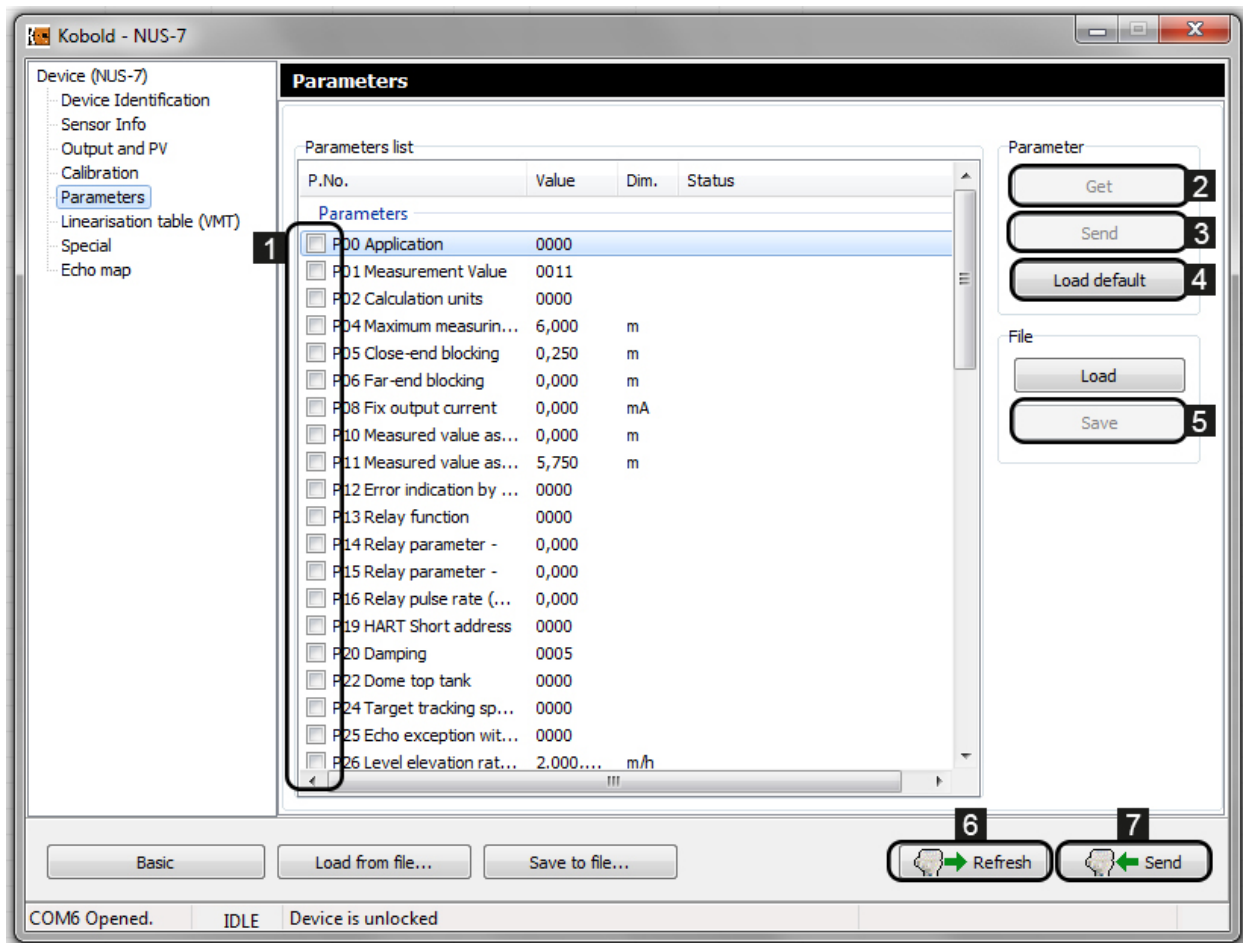 Kobold - NUS-7
Device (NUS-7)
Device Identification
Sensor Info
Output and PV
Calibration
Parameters
Linearisation table (VMT)
Special
Echo map
Parameters
Parameters list
P.No. Value Dim. Status
Parameters
1
P00 Application 0000
P01 Measurement Value 0011
P02 Calculation units 0000
P04 Maximum measurin... 6,000 m
P05 Close-end blocking 0,250 m
P06 Far-end blocking 0,000 m
P08 Fix output current 0,000 mA
P10 Measured value as... 0,000 m
P11 Measured value as... 5,750 m
P12 Error indication by ... 0000
P13 Relay function 0000
P14 Relay parameter - 0,000
P15 Relay parameter - 0,000
P16 Relay pulse rate (... 0,000
P19 HART Short address 0000
P20 Damping 0005
P22 Dome top tank 0000
P24 Target tracking sp... 0000
P25 Echo exception wit... 0000
P26 Level elevation rat... 2.000.... m/h
Parameter
Get 2
Send 3
Load default 4
File
Load
Save 5
6 7
Basic Load from file... Save to file... Refresh Send
COM6 Opened. IDLE Device is unlocked